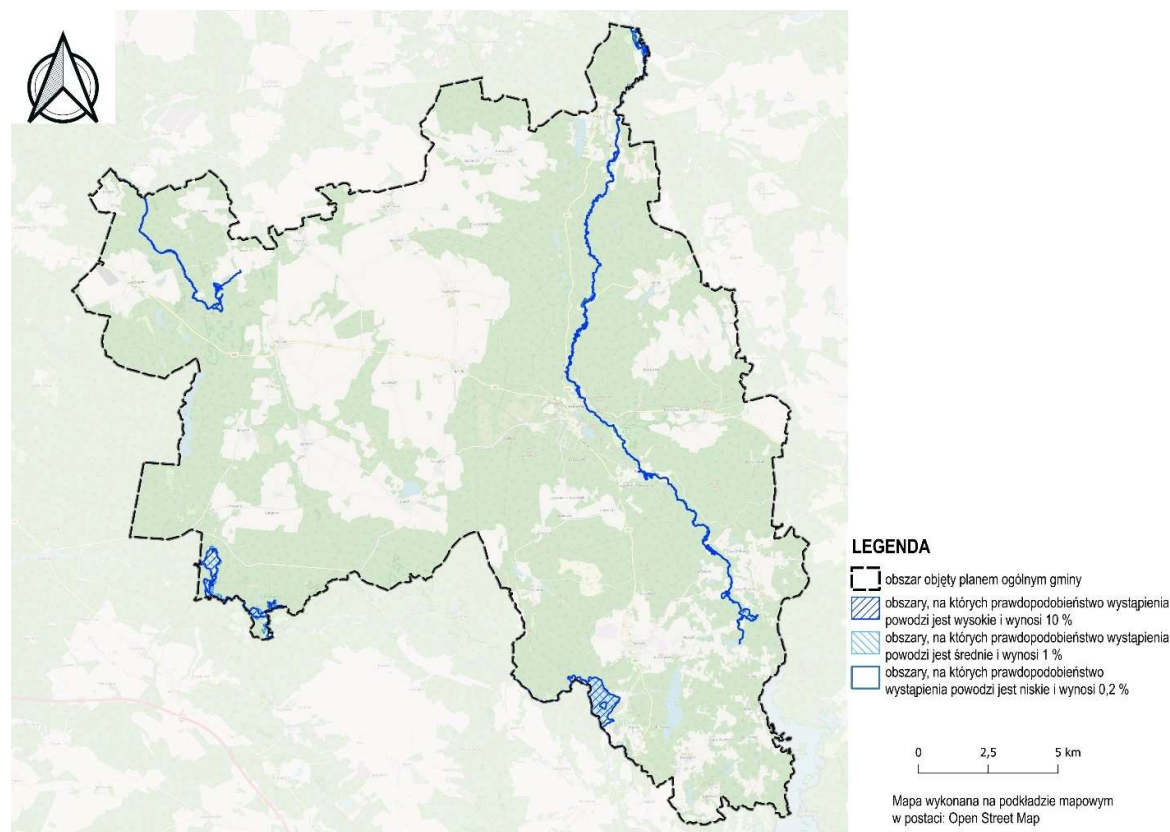 LEGENDA
obszar objęty planem ogólnym gminy
obszary, na których prawdopodobieństwo wystąpienia
powodzi jest wysokie i wynosi 10 %
obszary, na których prawdopodobieństwo wystąpienia
powodzi jest średnie i wynosi 1 %
obszary, na których prawdopodobieństwo
wystąpienia powodzi jest niskie i wynosi 0,2 %
0 2,5 5 km
Mapa wykonana na podkładzie mapowym
w postaci: Open Street Map